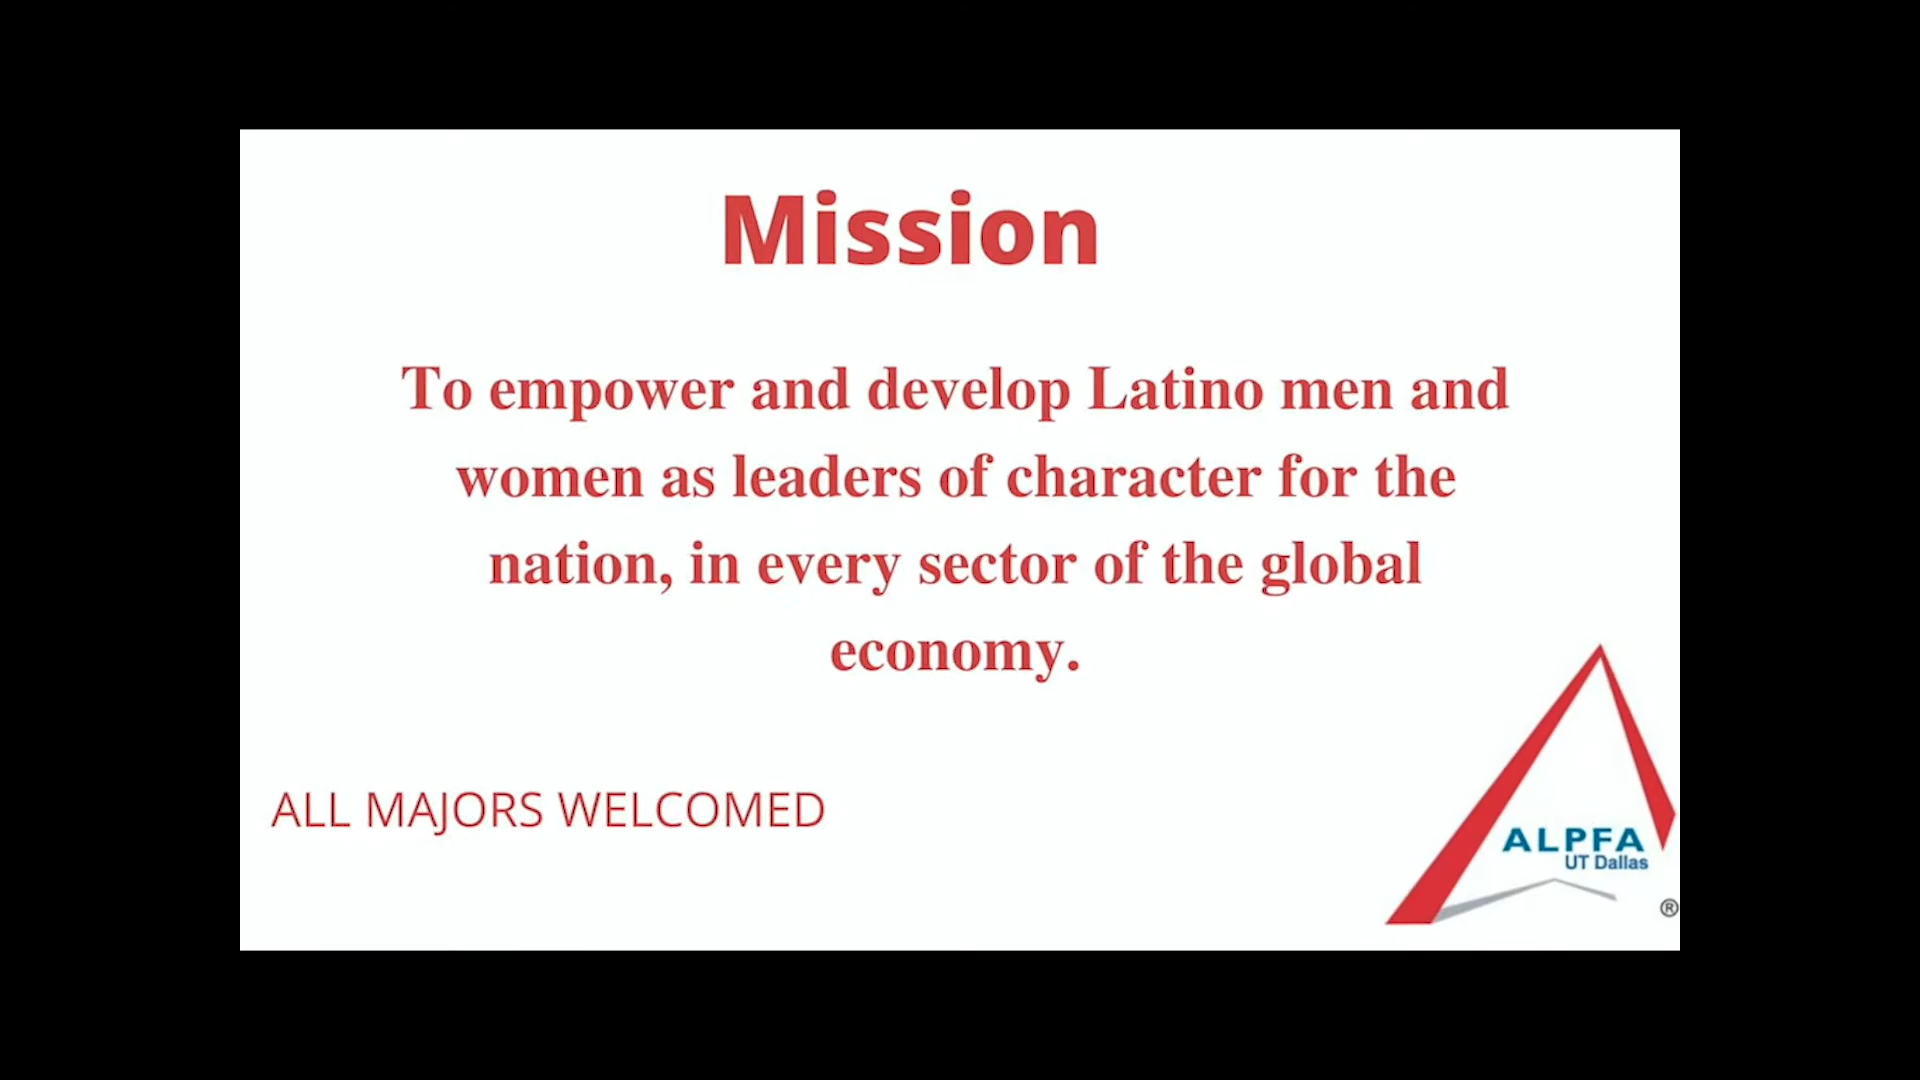 Mission
To empower and develop Latino men and
women as leaders of character for the
nation, in every sector of the global
economy.
ALL MAJORS WELCOMED
ALPFA
UT Dallas
®